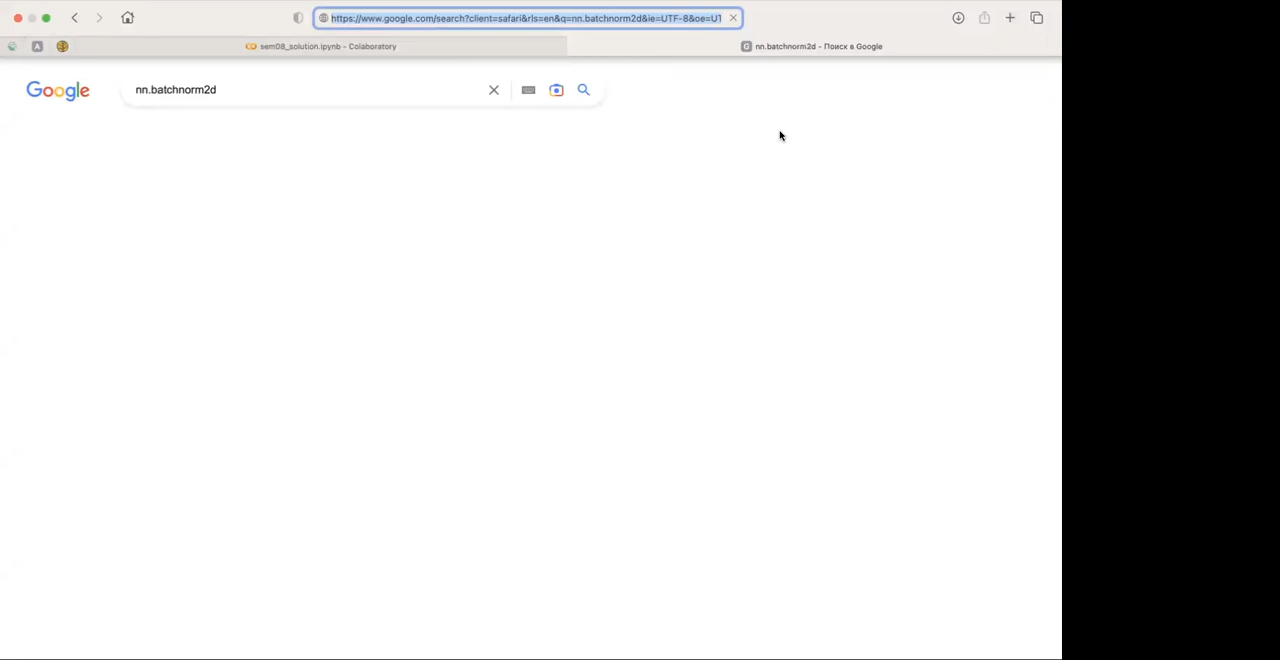 https://www.google.com/search?client=safari&rls=en&q=nn.batchnorm2d&ie=UTF-8&oe=UT
A
sem08_solution.ipynb - Colaboratory
G
nn.batchnorm2d - Поиск в Google
Google
nn.batchnorm2d